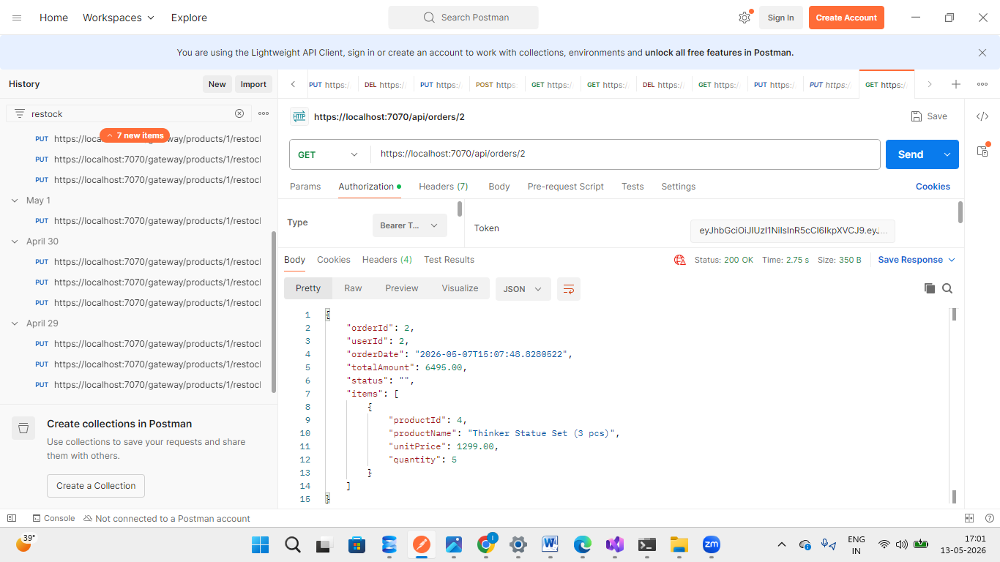 Home Workspaces Explore Search Postman Sign In Create Account
You are using the Lightweight API Client, sign in or create an account to work with collections, environments and unlock all free features in Postman.
History New Import
PUT https:/ DEL https:/ PUT https:/ POST https: GET https:/ GET https:/ DEL https:/ GET https:/ PUT https:/ PUT https: GET https:/
restock
7 new items
PUT https://loca gateway/products/1/restocl
PUT https://localhost:7070/gateway/products/1/restocl
PUT https://localhost:7070/gateway/products/1/restocl
May 1
PUT https://localhost:7070/gateway/products/1/restocl
April 30
PUT https://localhost:7070/gateway/products/1/restocl
PUT https://localhost:7070/gateway/products/1/restocl
PUT https://localhost:7070/gateway/products/1/restocl
April 29
PUT https://localhost:7070/gateway/products/1/restocl
PUT https://localhost:7070/gateway/products/1/restocl
PUT https://localhost:7070/gateway/products/1/restocl
Create collections in Postman
Use collections to save your requests and share
them with others.
Create a Collection
HTTP https://localhost:7070/api/orders/2 Save
GET https://localhost:7070/api/orders/2 Send
Params Authorization Headers (7) Body Pre-request Script Tests Settings Cookies
Type Bearer T... Token eyJhbGciOiJIUzI1NiIsInR5cCI6IkpXVCJ9.eyJ...
Body Cookies Headers (4) Test Results Status: 200 OK Time: 2.75 s Size: 350 B Save Response
Pretty Raw Preview Visualize JSON
1 {
2 "orderId": 2,
3 "userId": 2,
4 "orderDate": "2026-05-07T15:07:48.8280522",
5 "totalAmount": 6495.00,
6 "status": "",
7 "items": [
8 {
9 "productId": 4,
10 "productName": "Thinker Statue Set (3 pcs)",
11 "unitPrice": 1299.00,
12 "quantity": 5
13 }
14 ]
15 }
Console Not connected to a Postman account
39° W zm ENG 17:01
IN 13-05-2026